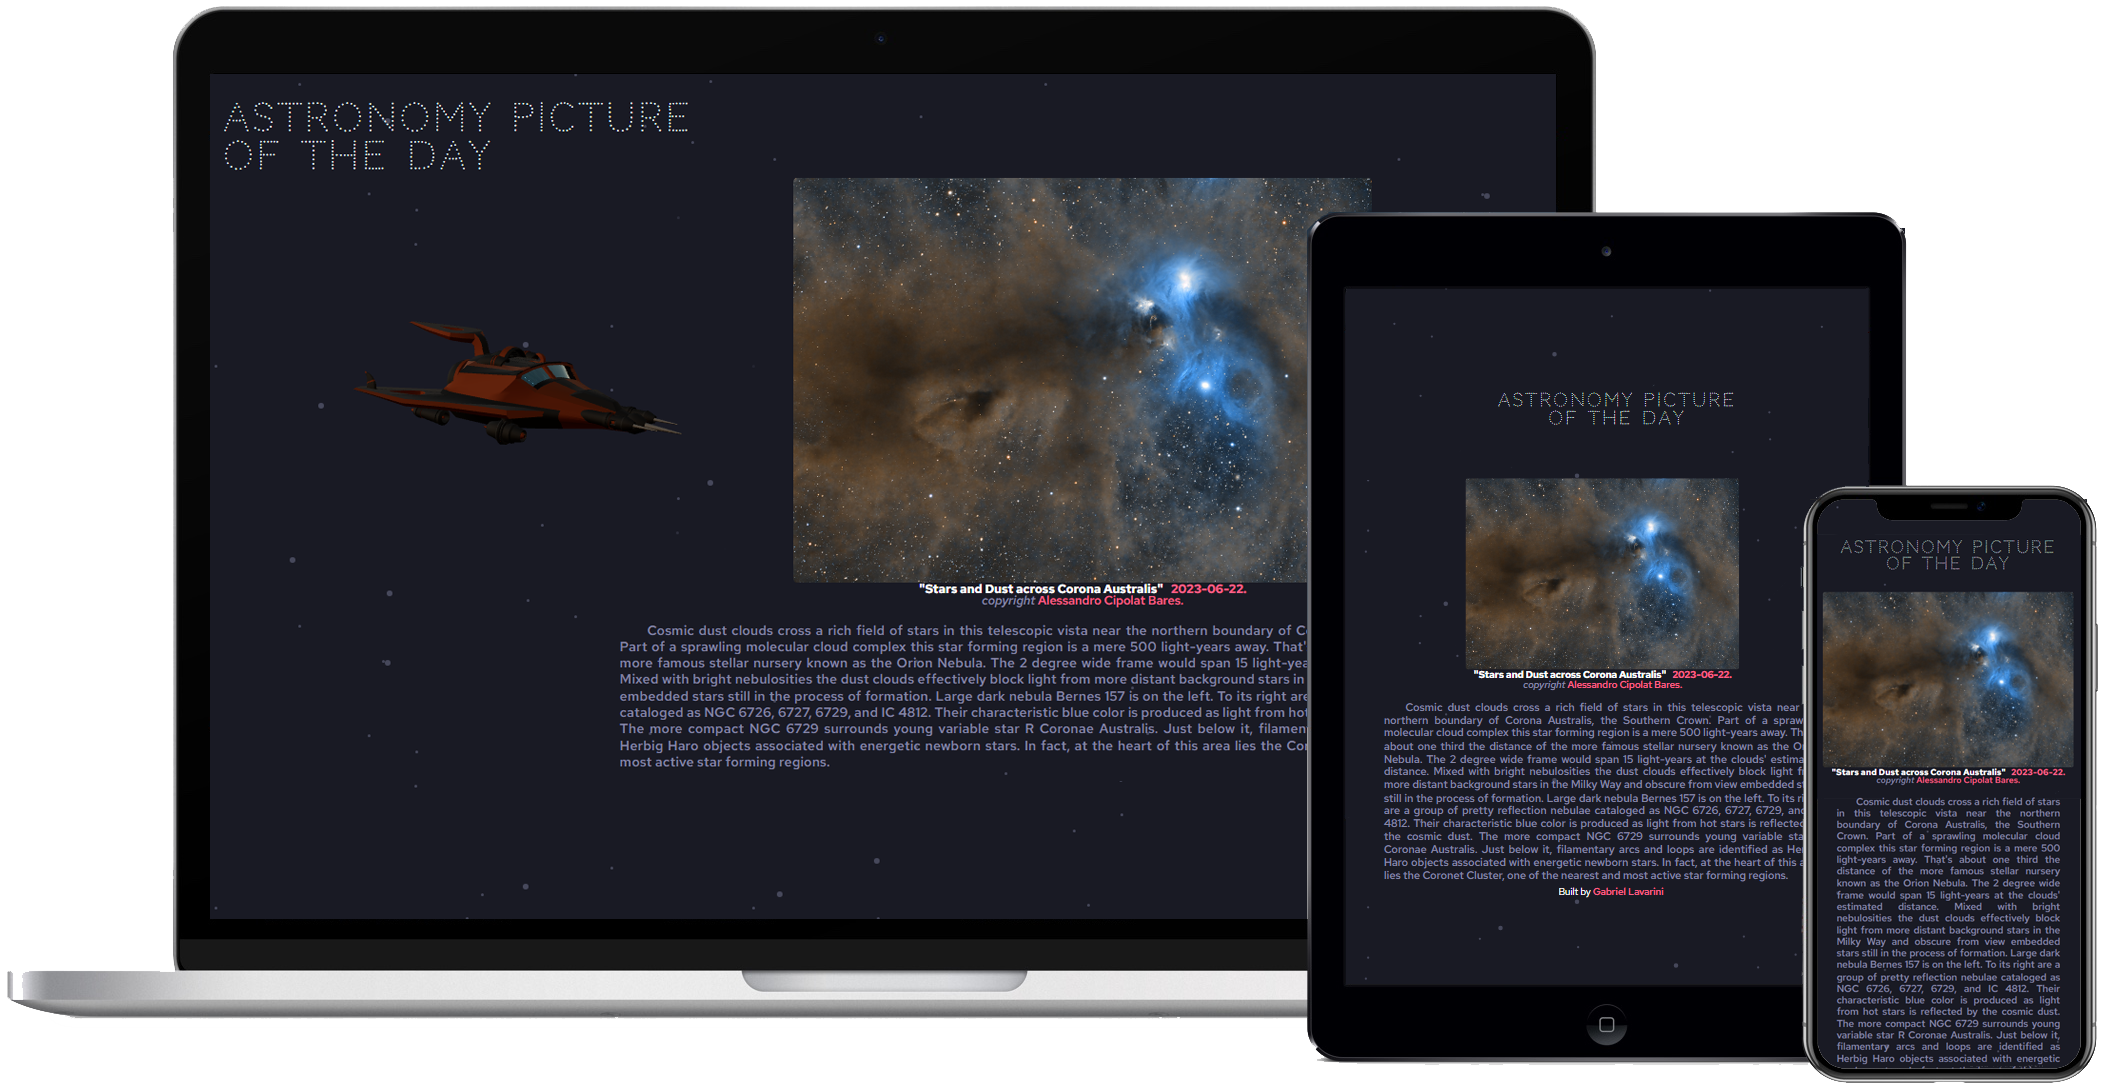 ASTRONOMY PICTURE
OF THE DAY
"Stars and Dust across Corona Australis" 2023-06-22.
copyright Alessandro Cipolat Bares.
Cosmic dust clouds cross a rich field of stars in this telescopic vista near the northern boundary of
Part of a sprawling molecular cloud complex this star forming region is a mere 500 light-years away. That'
more famous stellar nursery known as the Orion Nebula. The 2 degree wide frame would span 15
Mixed with bright nebulosities the dust clouds effectively block light from more distant background stars in
embedded stars still in the process of formation. Large dark nebula Bernes 157 is on the left. To its right are
cataloged as NGC 6726, 6727, 6729, and IC 4812. Their characteristic blue color is produced as light from hot
The more compact NGC 6729 surrounds young variable star R Coronae Australis. Just below it,
Herbig Haro objects associated with energetic newborn stars. In fact, at the heart of this area lies the
most active star forming regions.
ASTRONOMY PICTURE
OF THE DAY
"Stars and Dust across Corona Australis" 2023-06-22.
copyright Alessandro Cipolat Bares.
Cosmic dust clouds cross a rich field of stars in this telescopic vista near
northern boundary of Corona Australis, the Southern Crown. Part of a
molecular cloud complex this star forming region is a mere 500 light-years away.
about one third the distance of the more famous stellar nursery known as the
Nebula. The 2 degree wide frame would span 15 light-years at the clouds'
distance. Mixed with bright nebulosities the dust clouds effectively block light
more distant background stars in the Milky Way and obscure from view embedded
still in the process of formation. Large dark nebula Bernes 157 is on the left. To its
are a group of pretty reflection nebulae cataloged as NGC 6726, 6727, 6729,
4812. Their characteristic blue color is produced as light from hot stars is reflected
the cosmic dust. The more compact NGC 6729 surrounds young variable
Coronae Australis. Just below it, filamentary arcs and loops are identified as
Haro objects associated with energetic newborn stars. In fact, at the heart of this
lies the Coronet Cluster, one of the nearest and most active star forming regions.
Built by Gabriel Lavarini
ASTRONOMY PICTURE
OF THE DAY
"Stars and Dust across Corona Australis" 2023-06-22.
copyright Alessandro Cipolat Bares.
Cosmic dust clouds cross a rich field of stars
in this telescopic vista near the northern
boundary of Corona Australis, the Southern
Crown. Part of a sprawling molecular cloud
complex this star forming region is a mere 500
light-years away. That's about one third the
distance of the more famous stellar nursery
known as the Orion Nebula. The 2 degree wide
frame would span 15 light-years at the clouds'
estimated distance. Mixed with bright
nebulosities the dust clouds effectively block
light from more distant background stars in the
Milky Way and obscure from view embedded
stars still in the process of formation. Large dark
nebula Bernes 157 is on the left. To its right are a
group of pretty reflection nebulae cataloged as
NGC 6726, 6727, 6729, and IC 4812. Their
characteristic blue color is produced as light
from hot stars is reflected by the cosmic dust.
The more compact NGC 6729 surrounds young
variable star R Coronae Australis. Just below it,
filamentary arcs and loops are identified as
Herbig Haro objects associated with energetic